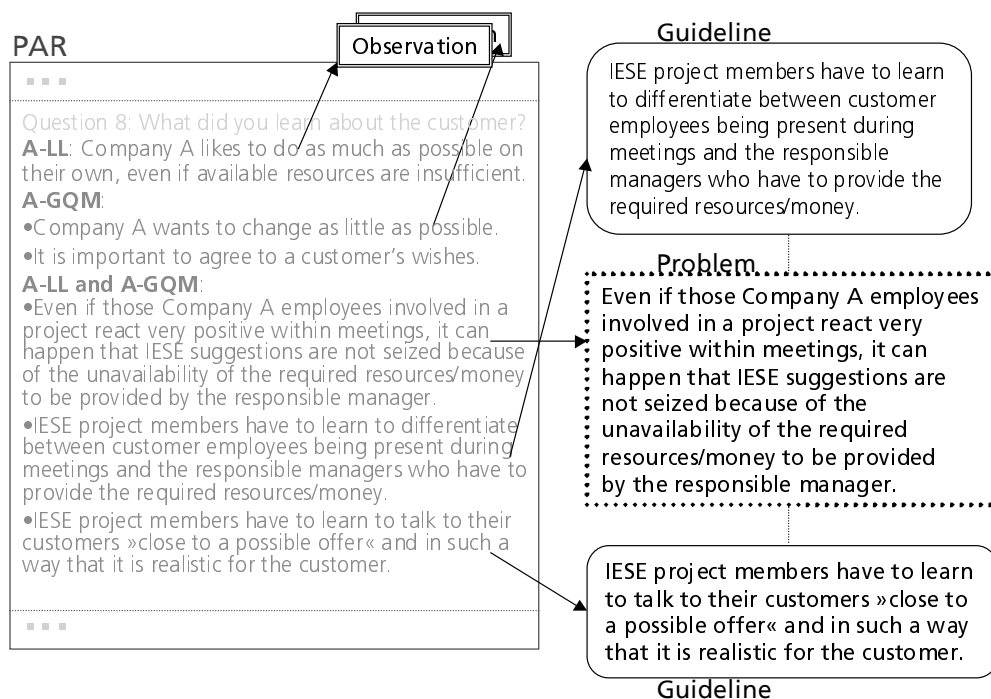 PAR
Observation
n
Question 8: What did you learn about the customer?
A-LL: Company A likes to do as much as possible on
their own, even if available resources are insufficient.
A-GQM:
•Company A wants to change as little as possible.
•It is important to agree to a customer’s wishes.
A-LL and A-GQM:
•Even if those Company A employees involved in a
project react very positive within meetings, it can
happen that IESE suggestions are not seized because
of the unavailability of the required resources/money
to be provided by the responsible manager.
•IESE project members have to learn to differentiate
between customer employees being present during
meetings and the responsible managers who have to
provide the required resources/money.
•IESE project members have to learn to talk to their
customers »close to a possible offer« and in such a
way that it is realistic for the customer.
Guideline
IESE project members have to learn
to differentiate between customer
employees being present during
meetings and the responsible
managers who have to provide the
required resources/money.
Problem
Even if those Company A employees
involved in a project react very
positive within meetings, it can
happen that IESE suggestions are
not seized because of the
unavailability of the required
resources/money to be provided
by the responsible manager.
IESE project members have to learn
to talk to their customers »close to
a possible offer« and in such a way
that it is realistic for the customer.
Guideline